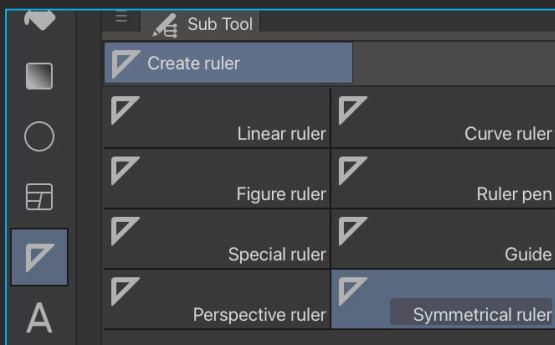 Sub Tool
Create ruler
Linear ruler
Curve ruler
Figure ruler
Ruler pen
Special ruler
Guide
Perspective ruler
Symmetrical ruler
A